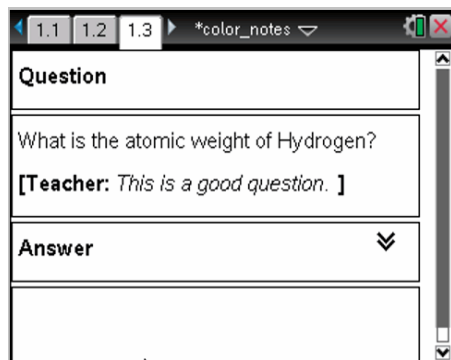 1.1 1.2 1.3 *color_notes
Question
What is the atomic weight of Hydrogen?
[Teacher: This is a good question. ]
Answer